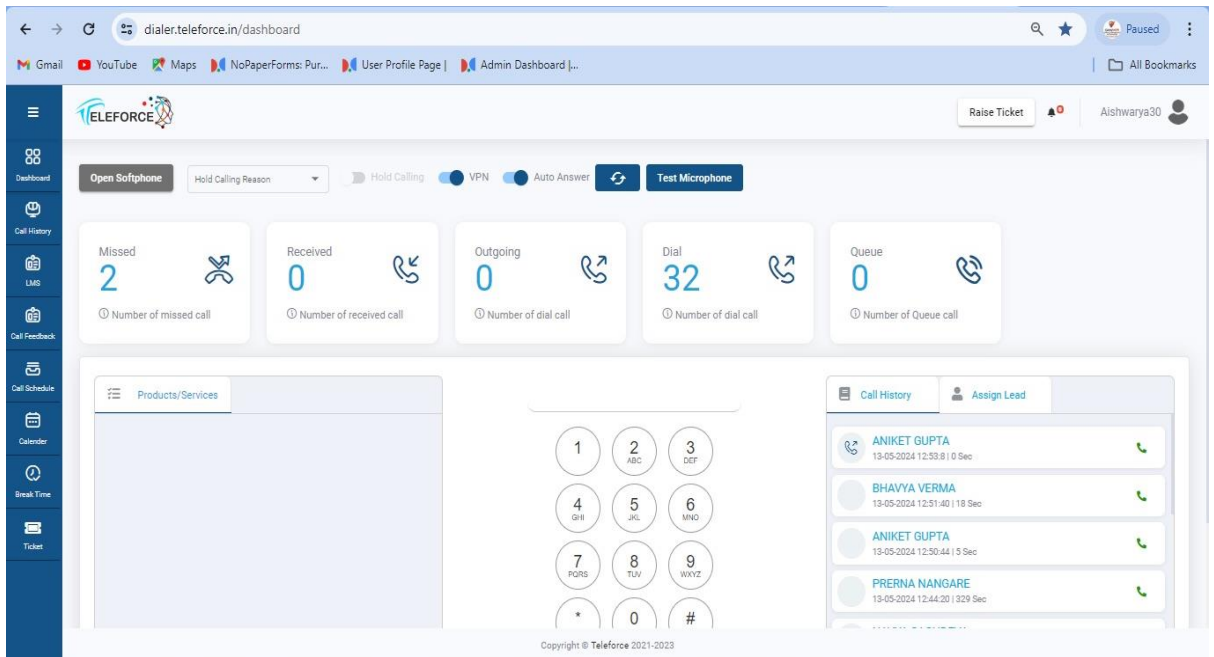 dialer.teleforce.in/dashboard
Paused
Gmail YouTube Maps NoPaperForms: Pur... User Profile Page | Admin Dashboard |... All Bookmarks
TELEFORCE
Raise Ticket 0 Aishwarya30
Dashboard
Call History
LMS
Call Feedback
Call Schedule
Calender
Break Time
Ticket
Open Softphone Hold Calling Reason Hold Calling VPN Auto Answer Test Microphone
Missed
2
Number of missed call
Received
0
Number of received call
Outgoing
0
Number of dial call
Dial
32
Number of dial call
Queue
0
Number of Queue call
Products/Services
1 2 ABC 3 DEF
4 GHI 5 JKL 6 MNO
7 PQRS 8 TUV 9 WXYZ
* 0 #
Call History Assign Lead
ANIKET GUPTA
13-05-2024 12:53:8 | 0 Sec
BHAVYA VERMA
13-05-2024 12:51:40 | 18 Sec
ANIKET GUPTA
13-05-2024 12:50:44 | 5 Sec
PRERNA NANGARE
13-05-2024 12:44:20 | 329 Sec
Copyright © Teleforce 2021-2023